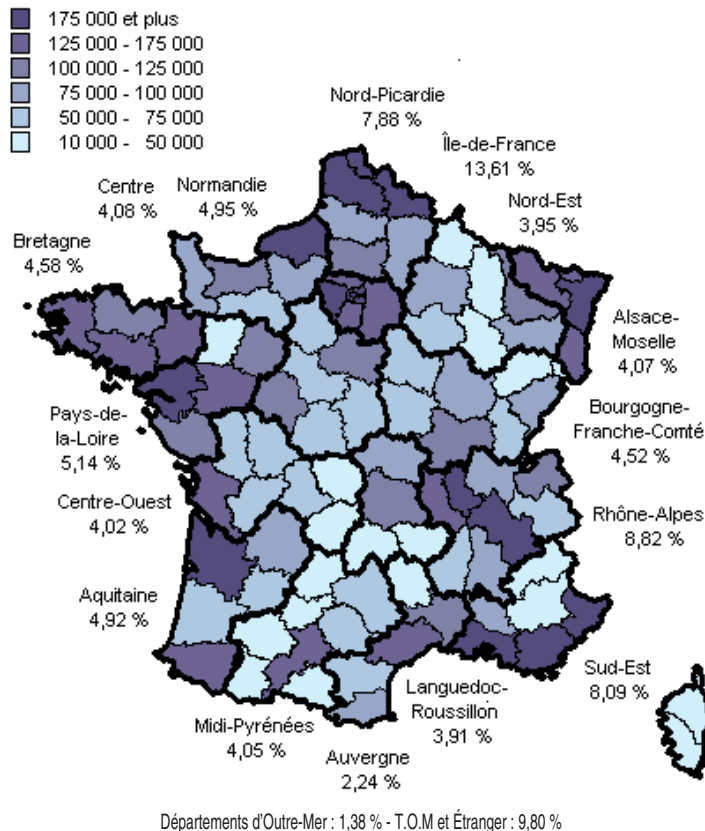 175 000 et plus
125 000 - 175 000
100 000 - 125 000
75 000 - 100 000
50 000 - 75 000
10 000 - 50 000
Nord-Picardie
7,88 %
Île-de-France
13,61 %
Centre
4,08 %
Normandie
4,95 %
Nord-Est
3,95 %
Bretagne
4,58 %
Alsace-
Moselle
4,07 %
Pays-de-
la-Loire
5,14 %
Bourgogne-
Franche-Comté
4,52 %
Centre-Ouest
4,02 %
Rhône-Alpes
8,82 %
Aquitaine
4,92 %
Sud-Est
8,09 %
Languedoc-
Roussillon
3,91 %
Midi-Pyrénées
4,05 %
Auvergne
2,24 %
Départements d'Outre-Mer : 1,38 % - T.O.M et Étranger : 9,80 %